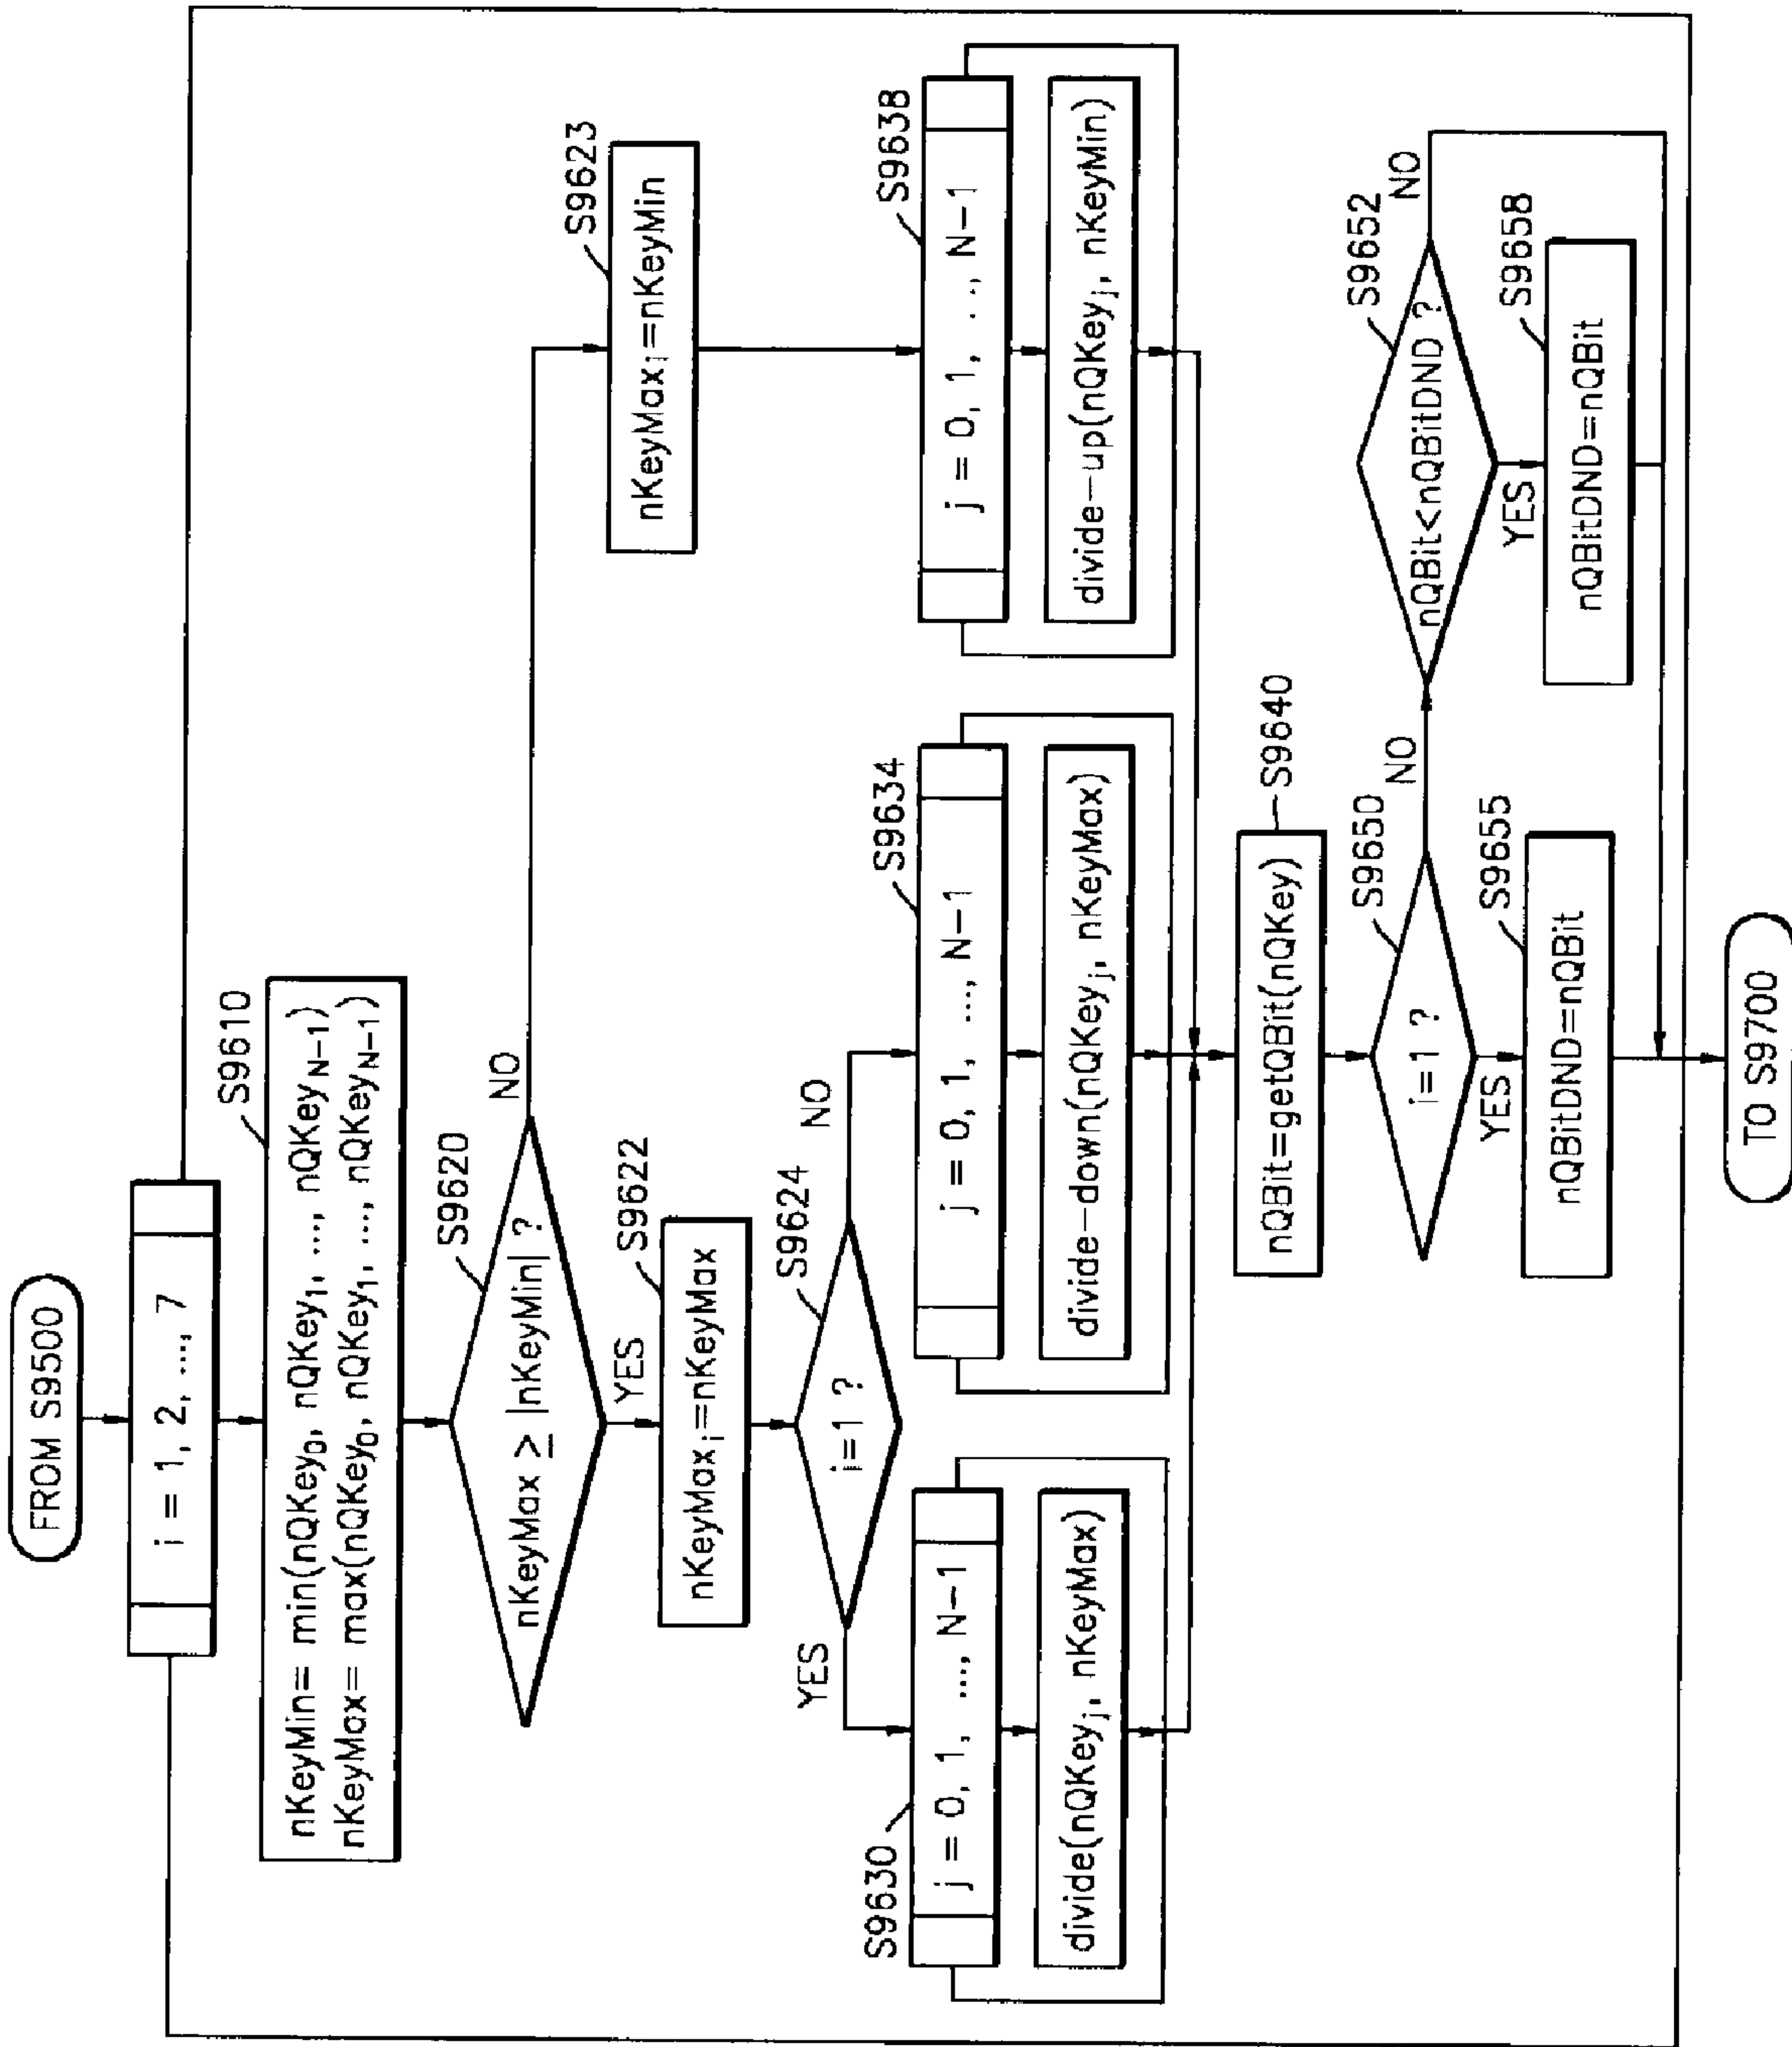 FROM S9500
i = 1, 2, ..., 7
S9610
nKeyMin= min(nQKey₀, nQKey₁, ..., nQKey_N−1)
nKeyMax= max(nQKey₀, nQKey₁, ..., nQKey_N−1)
S9620
nKeyMax ≥ |nKeyMin| ?
NO
YES
S9622
nKeyMaxᵢ=nKeyMax
S9623
nKeyMaxᵢ=nKeyMin
S9624
i=1 ?
YES
NO
S9630
j = 0, 1, ..., N−1
divide(nQKeyⱼ, nKeyMax)
S9634
j = 0, 1, ..., N−1
divide−down(nQKeyⱼ, nKeyMax)
S9638
j = 0, 1, ..., N−1
divide−up(nQKeyⱼ, nKeyMin)
S9640
nQBit=getQBit(nQKey)
S9650
i=1 ?
NO
YES
S9652
nQBit<nQBitDND ?
NO
YES
S9655
nQBitDND=nQBit
S9658
nQBitDND=nQBit
TO S9700